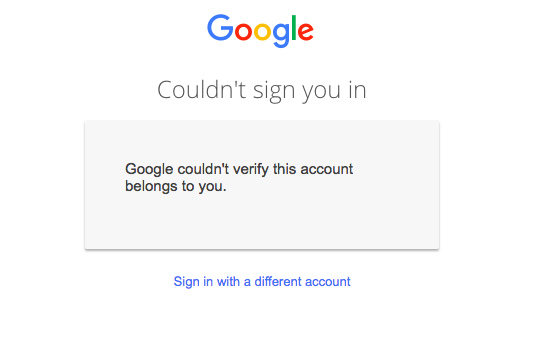 Google
Couldn't sign you in
Google couldn't verify this account
belongs to you.
Sign in with a different account